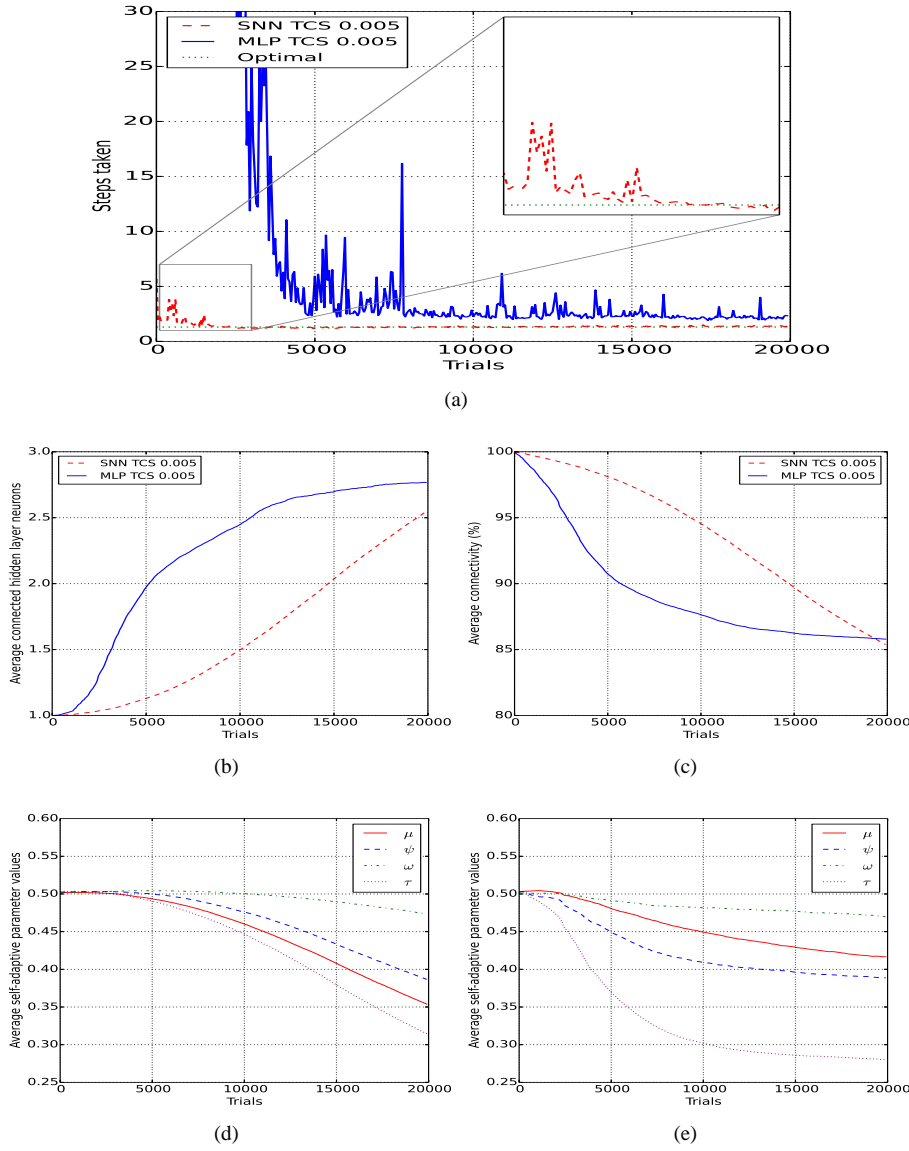 30
25
20
15
10
5
0
Steps taken
SNN TCS 0.005
MLP TCS 0.005
Optimal
0 5000 10000 15000 20000
Trials
(a)
3.0
2.5
2.0
1.5
1.0
Average connected hidden layer neurons
SNN TCS 0.005
MLP TCS 0.005
0 5000 10000 15000 20000
Trials
(b)
100
95
90
85
80
Average connectivity (%)
SNN TCS 0.005
MLP TCS 0.005
0 5000 10000 15000 20000
Trials
(c)
0.60
0.55
0.50
0.45
0.40
0.35
0.30
0.25
Average self-adaptive parameter values
μ
ψ
ω
τ
0 5000 10000 15000 20000
Trials
(d)
0.60
0.55
0.50
0.45
0.40
0.35
0.30
0.25
Average self-adaptive parameter values
μ
ψ
ω
τ
0 5000 10000 15000 20000
Trials
(e)